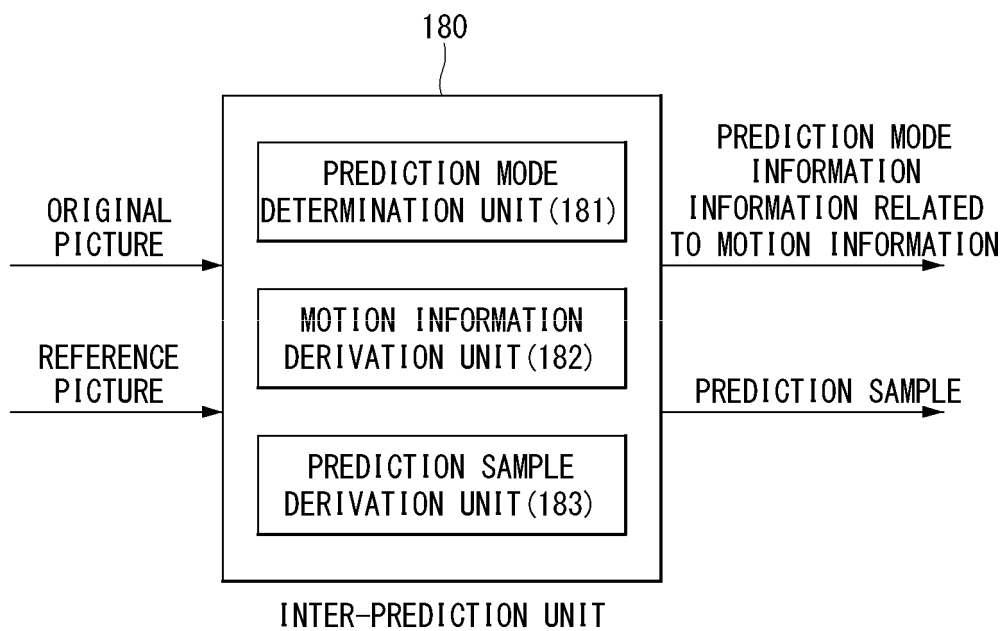 180
PREDICTION MODE
DETERMINATION UNIT(181)
MOTION INFORMATION
DERIVATION UNIT(182)
PREDICTION SAMPLE
DERIVATION UNIT(183)
ORIGINAL
PICTURE
REFERENCE
PICTURE
PREDICTION MODE
INFORMATION
INFORMATION RELATED
TO MOTION INFORMATION
PREDICTION SAMPLE
INTER-PREDICTION UNIT